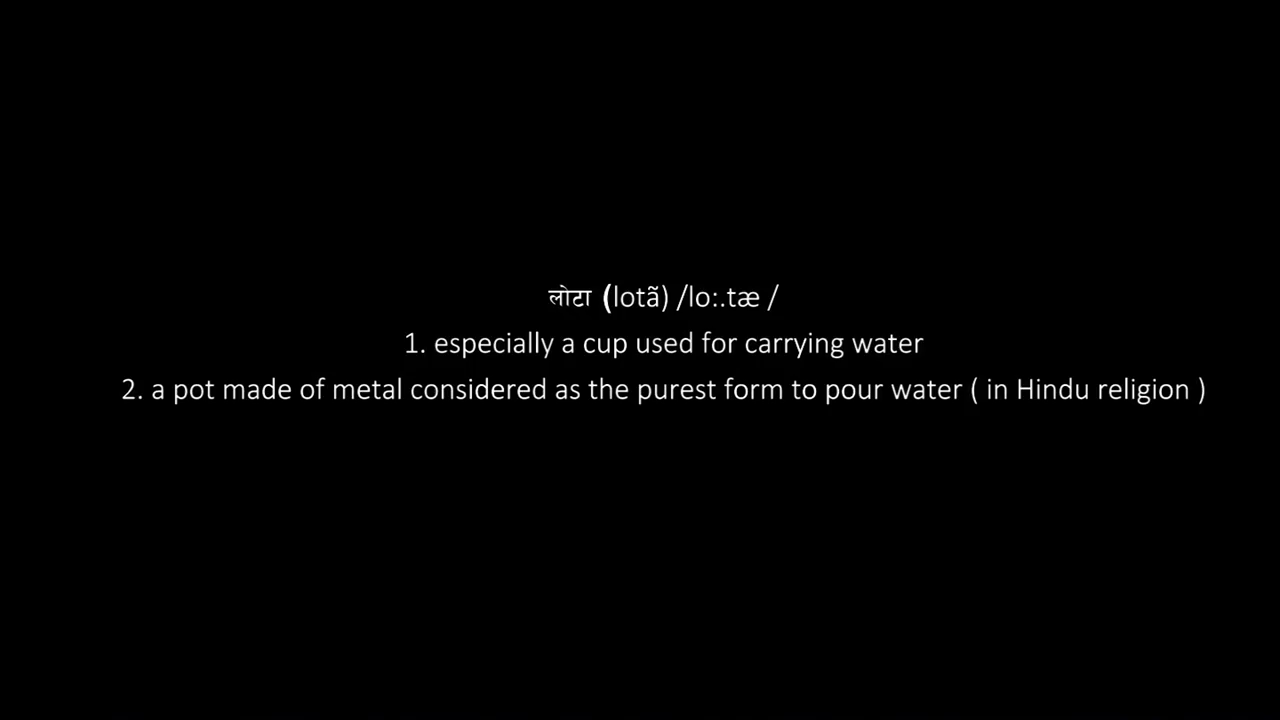 लोटा (lotã) /lo:.tæ /
1. especially a cup used for carrying water
2. a pot made of metal considered as the purest form to pour water ( in Hindu religion )